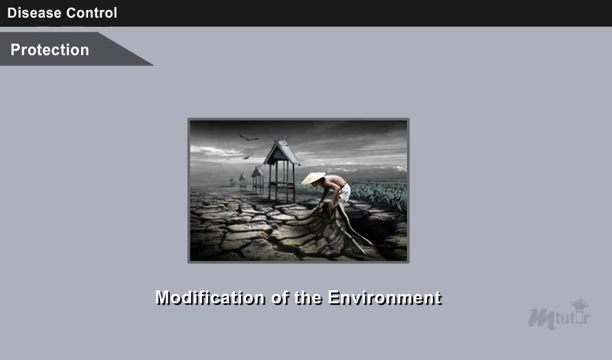 Disease Control
Protection
Modification of the Environment
Mtutor